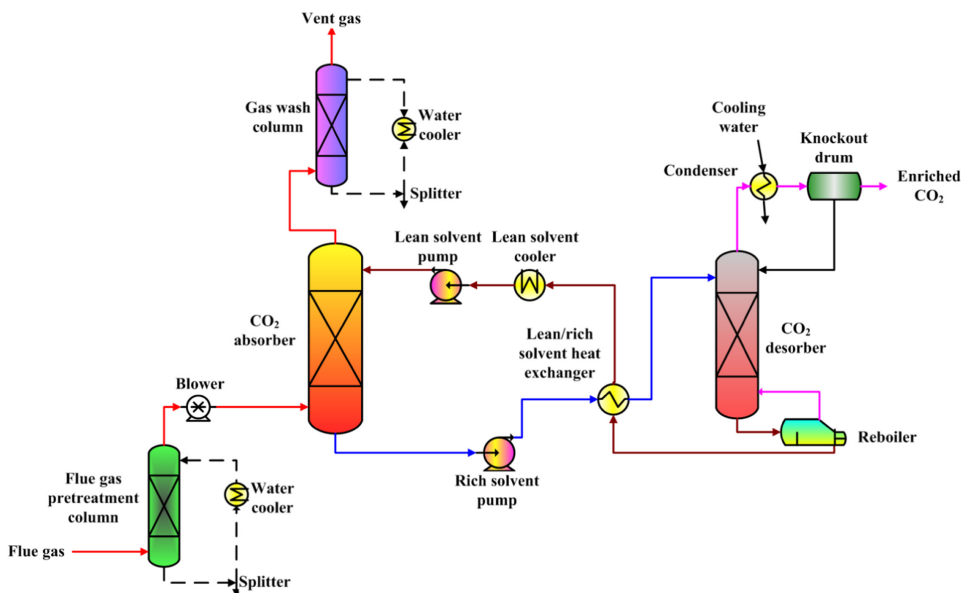 Vent gas
Gas wash
column
Water
cooler
Splitter
Cooling
water
Condenser
Knockout
drum
Enriched
CO₂
Lean solvent
pump
Lean solvent
cooler
CO₂
absorber
Lean/rich
solvent heat
exchanger
CO₂
desorber
Blower
Reboiler
Rich solvent
pump
Flue gas
pretreatment
column
Water
cooler
Flue gas
Splitter